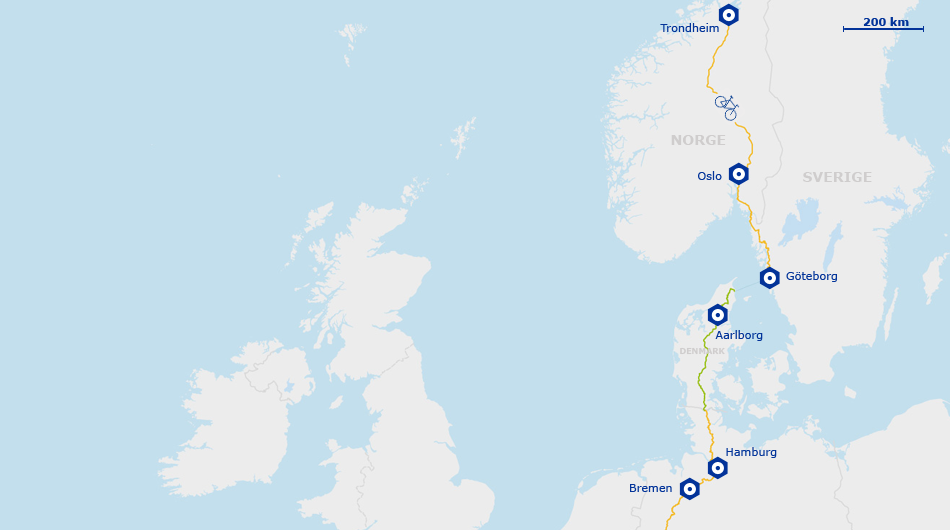 200 km
Trondheim
NORGE
Oslo
SVERIGE
Göteborg
Aarlborg
DENMARK
Hamburg
Bremen